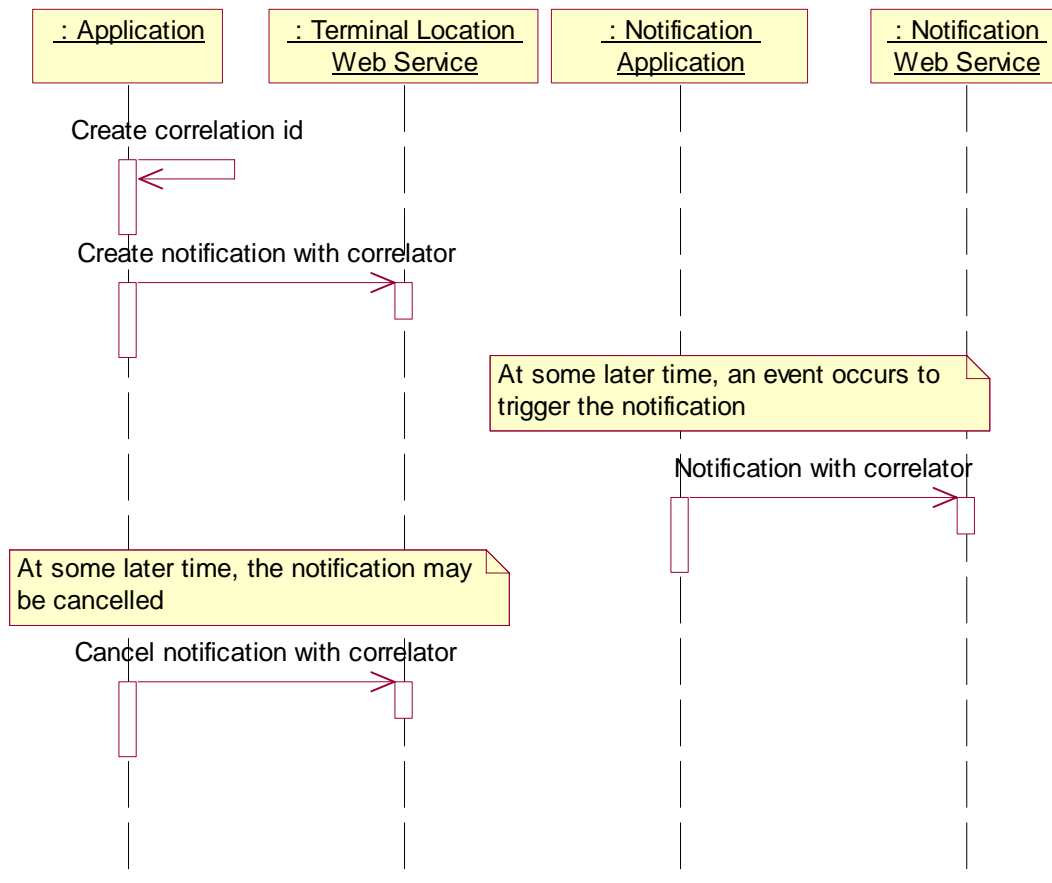 : Application
: Terminal Location
Web Service
: Notification
Application
: Notification
Web Service
Create correlation id
Create notification with correlator
At some later time, an event occurs to
trigger the notification
Notification with correlator
At some later time, the notification may
be cancelled
Cancel notification with correlator